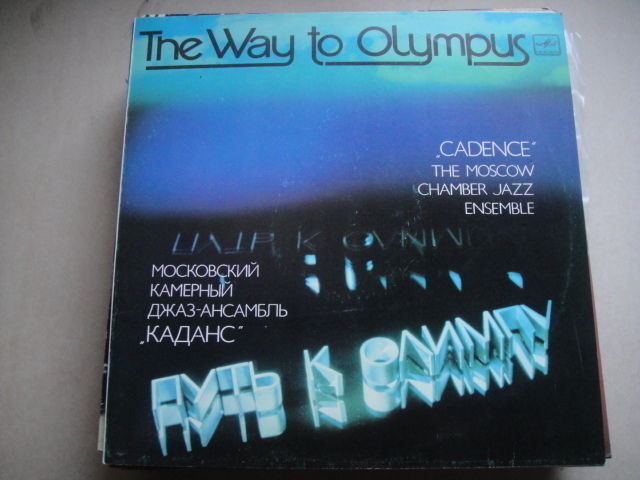 The Way to Olympus
„CADENCE"
THE MOSCOW
CHAMBER JAZZ
ENSEMBLE
МОСКОВСКИЙ
КАМЕРНЫЙ
ДЖАЗ-АНСАМБЛЬ
„КАДАНС"
ПУТЬ К ОЛИМПУ